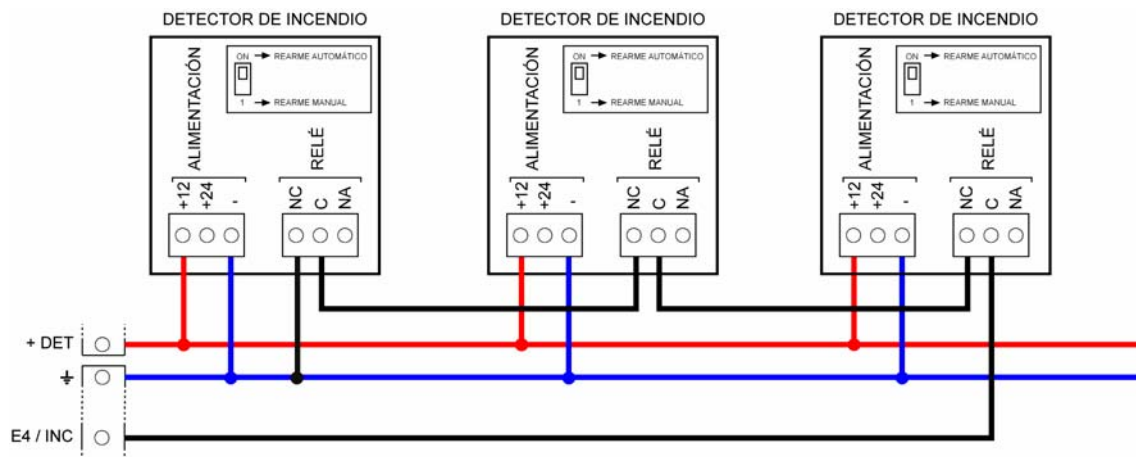 DETECTOR DE INCENDIO
ALIMENTACIÓN
ON → REARME AUTOMÁTICO
1 → REARME MANUAL
RELÉ
+12
+24
-
NC
C
NA
DETECTOR DE INCENDIO
ALIMENTACIÓN
ON → REARME AUTOMÁTICO
1 → REARME MANUAL
RELÉ
+12
+24
-
NC
C
NA
DETECTOR DE INCENDIO
ALIMENTACIÓN
ON → REARME AUTOMÁTICO
1 → REARME MANUAL
RELÉ
+12
+24
-
NC
C
NA
+ DET
E4 / INC